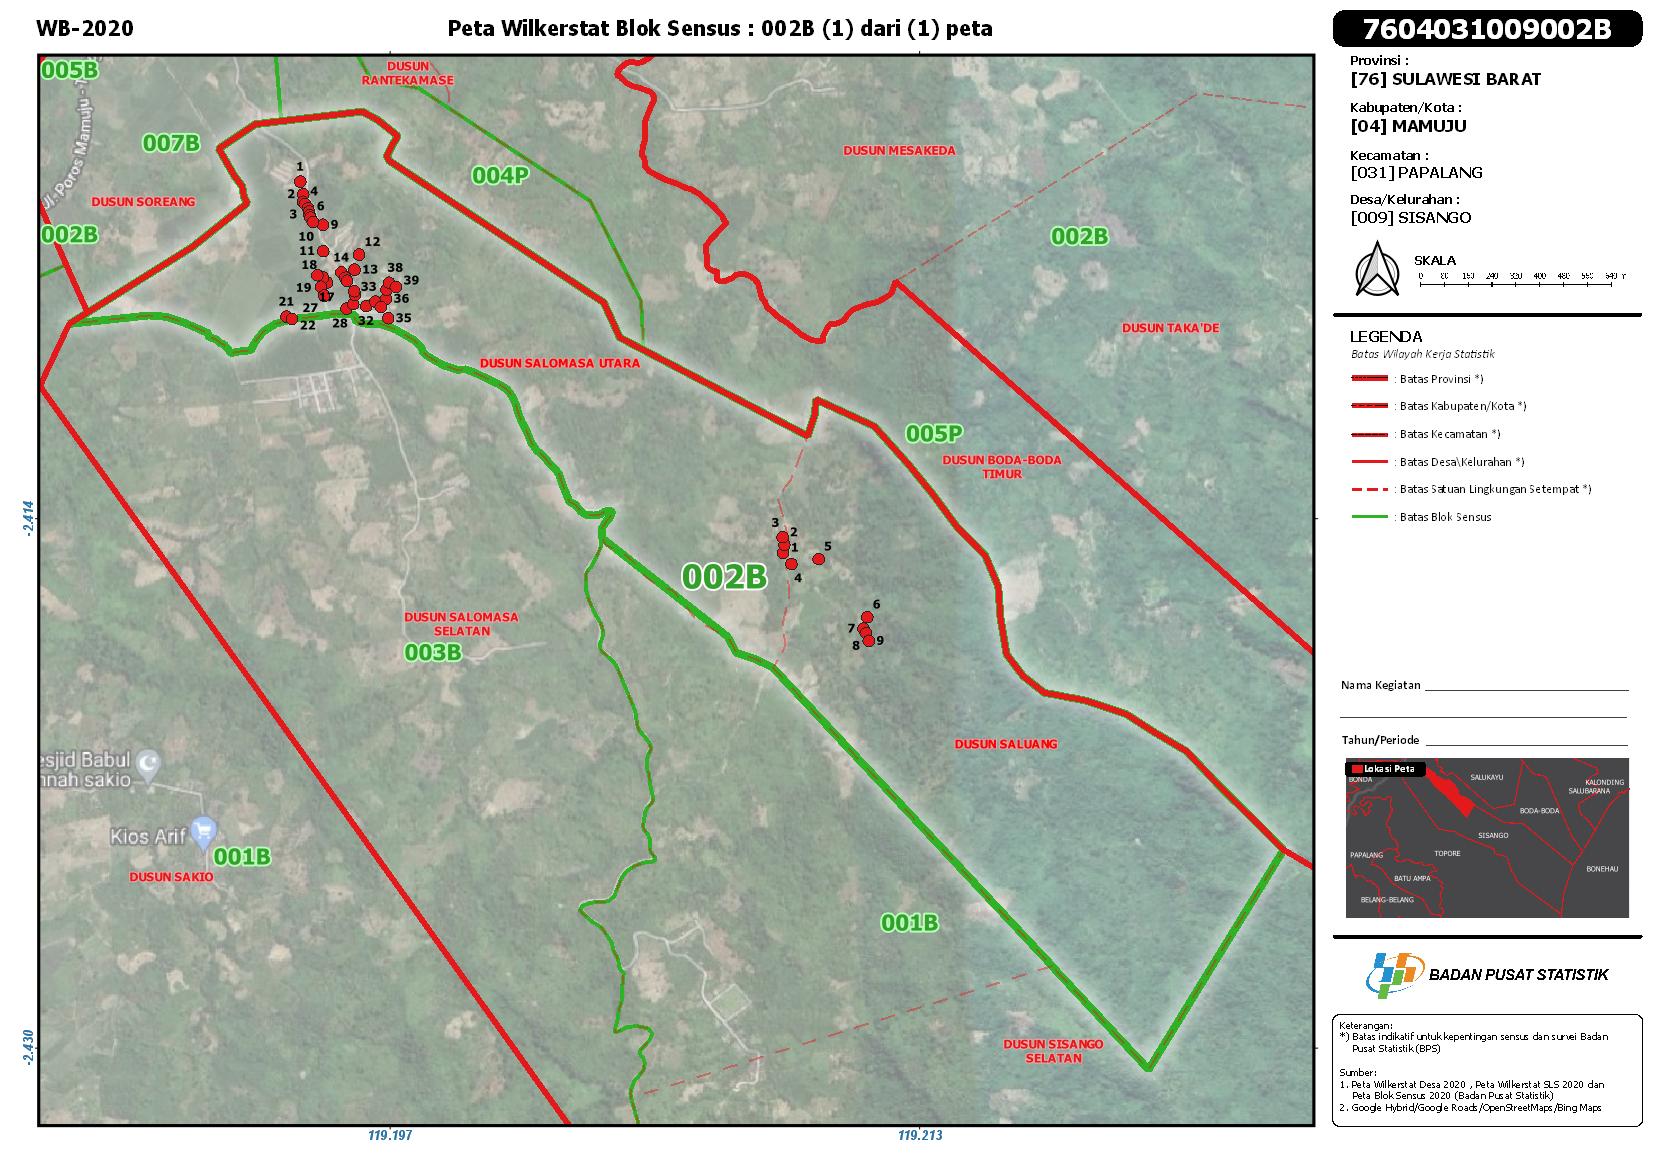 WB-2020
Peta Wilkerstat Blok Sensus : 002B (1) dari (1) peta
7604031009002B
Provinsi :
[76] SULAWESI BARAT
Kabupaten/Kota :
[04] MAMUJU
Kecamatan :
[031] PAPALANG
Desa/Kelurahan :
[009] SISANGO
SKALA
0 80 160 240 320 400 480 560 640 m
LEGENDA
Batas Wilayah Kerja Statistik
: Batas Provinsi *)
: Batas Kabupaten/Kota *)
: Batas Kecamatan *)
: Batas Desa\Kelurahan *)
: Batas Satuan Lingkungan Setempat *)
: Batas Blok Sensus
Nama Kegiatan
Tahun/Periode
Lokasi Peta
BONDA
SALUKAYU
KALONDING
SALUBARANA
BODA-BODA
SISANGO
TOPORE
PAPALANG
BATU AMPA
BONEHAU
BELANG-BELANG
BADAN PUSAT STATISTIK
Keterangan:
*) Batas indikatif untuk kepentingan sensus dan survei Badan
Pusat Statistik (BPS)
Sumber:
1. Peta Wilkerstat Desa 2020 , Peta Wilkerstat SLS 2020 dan
Peta Blok Sensus 2020 (Badan Pusat Statistik)
2. Google Hybrid/Google Roads/OpenStreetMaps/Bing Maps
005B
DUSUN
RANTEKAMASE
Jl. Poros Mamuju -
007B
004P
DUSUN MESAKEDA
DUSUN SOREANG
002B
002B
1
2
4
3
6
9
10
11
12
14
13
18
38
39
19
17
33
36
21
27
22
28
32
35
DUSUN TAKA'DE
DUSUN SALOMASA UTARA
005P
DUSUN BODA-BODA
TIMUR
-2.414
3
2
1
5
4
002B
6
7
8
9
DUSUN SALOMASA
SELATAN
003B
DUSUN SALUANG
esjid Babul
nnah sakio
Kios Arif
001B
DUSUN SAKIO
001B
DUSUN SISANGO
SELATAN
-2.430
119.197
119.213